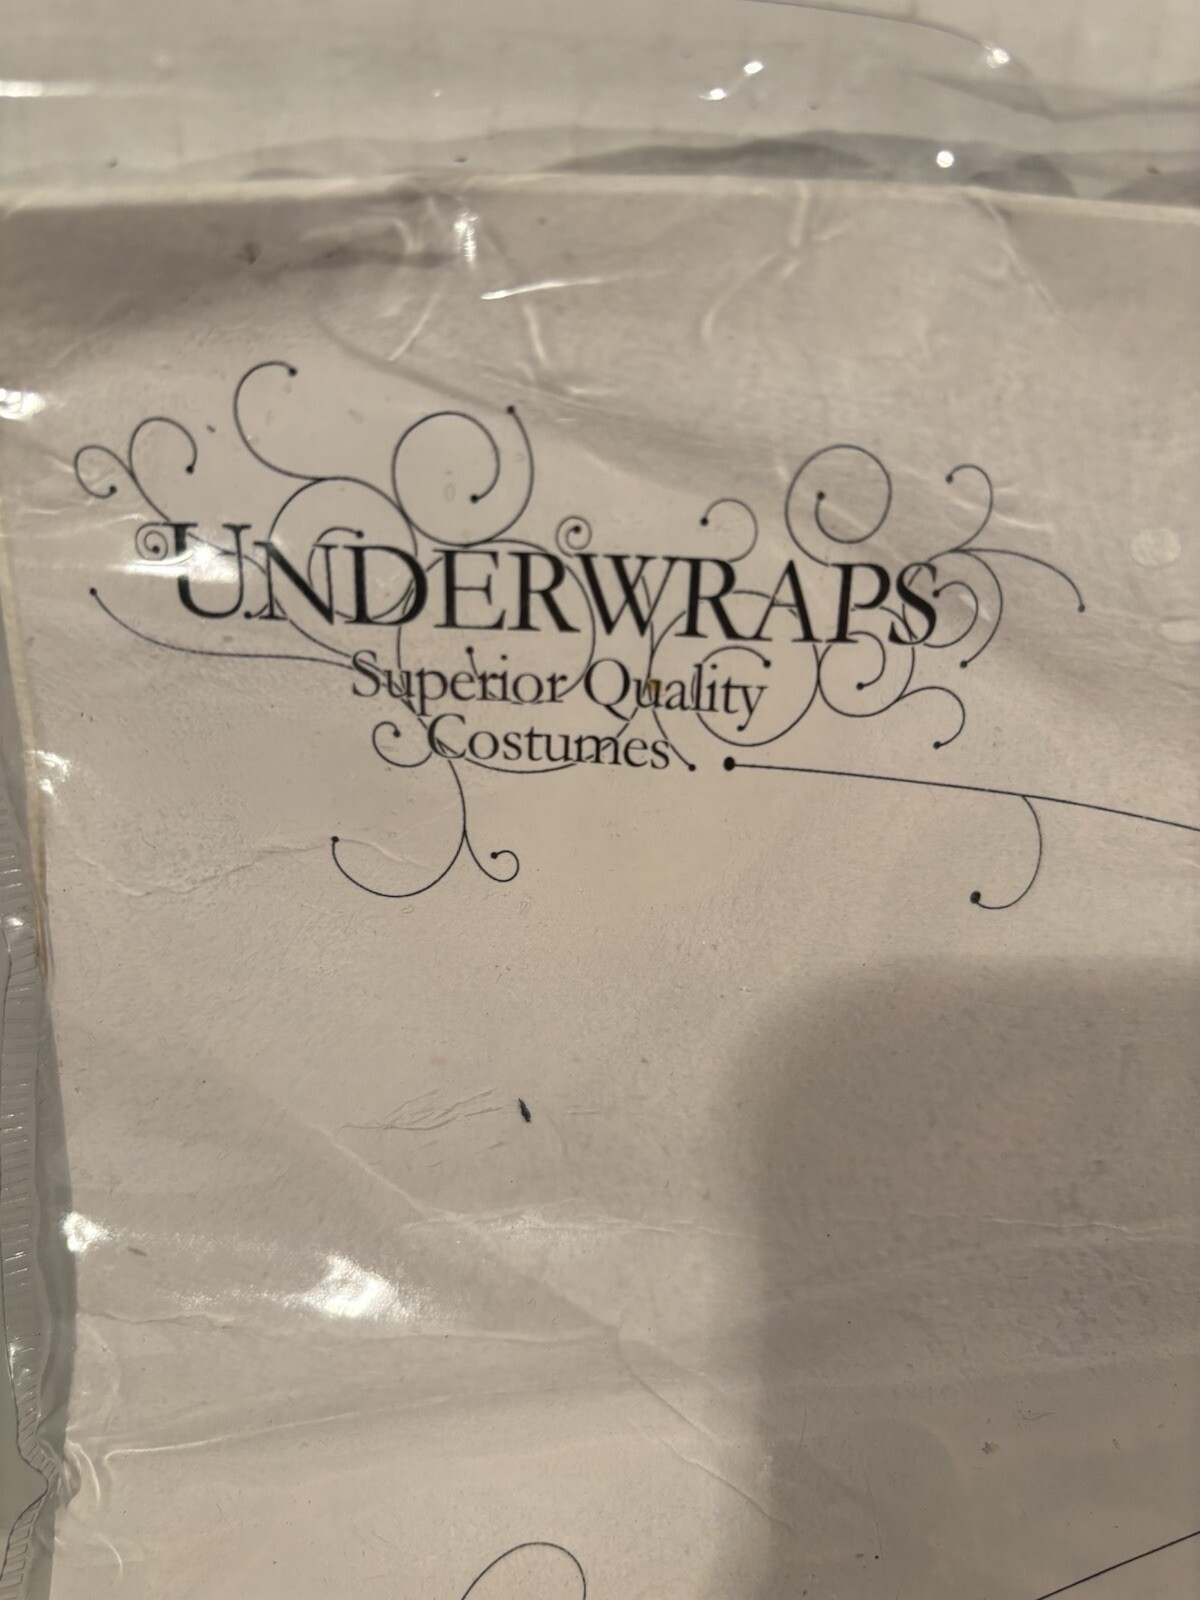 UNDERWRAPS
Superior Quality
Costumes